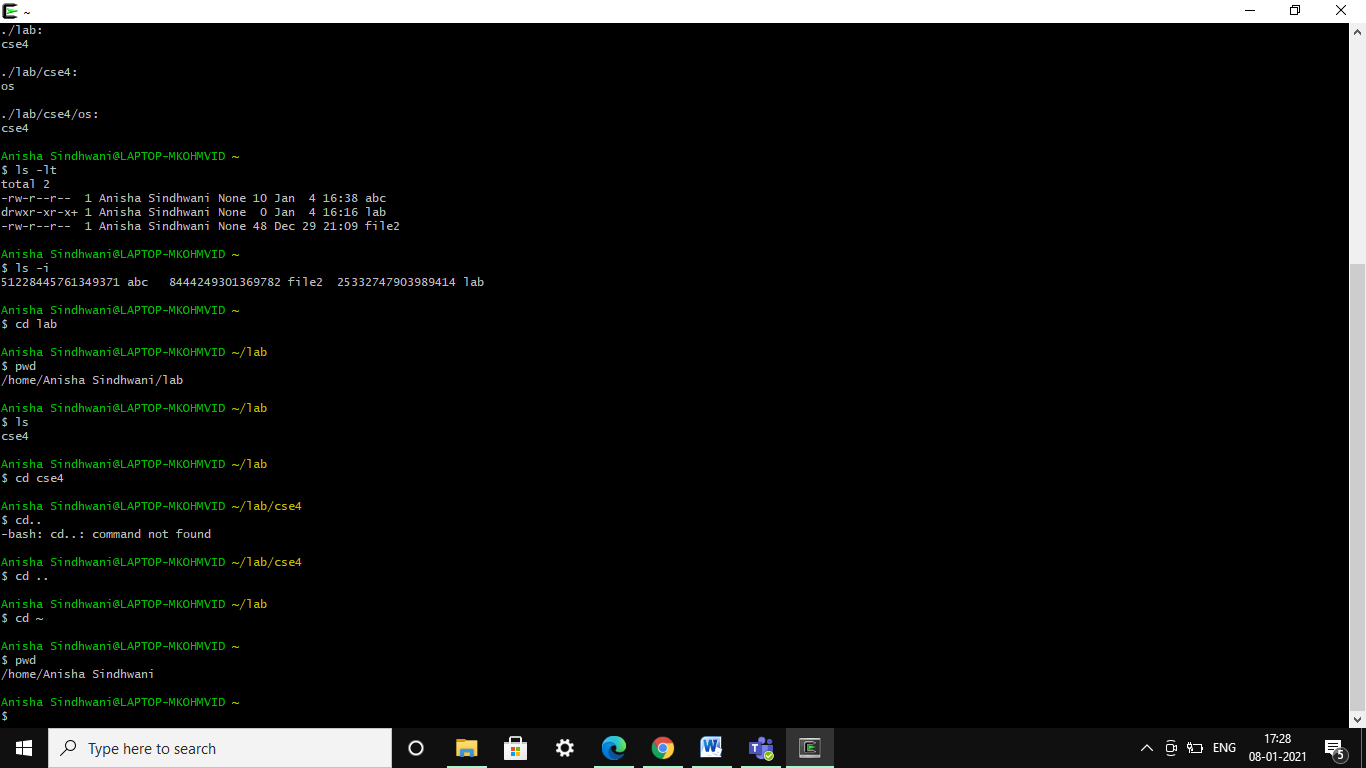 ~
./lab:
cse4
./lab/cse4:
os
./lab/cse4/os:
cse4
Anisha Sindhwani@LAPTOP-MKOHMVID ~
$ ls -lt
total 2
-rw-r--r--  1 Anisha Sindhwani None 10 Jan  4 16:38 abc
drwxr-xr-x+ 1 Anisha Sindhwani None  0 Jan  4 16:16 lab
-rw-r--r--  1 Anisha Sindhwani None 48 Dec 29 21:09 file2
Anisha Sindhwani@LAPTOP-MKOHMVID ~
$ ls -i
51228445761349371 abc   8444249301369782 file2  25332747903989414 lab
Anisha Sindhwani@LAPTOP-MKOHMVID ~
$ cd lab
Anisha Sindhwani@LAPTOP-MKOHMVID ~/lab
$ pwd
/home/Anisha Sindhwani/lab
Anisha Sindhwani@LAPTOP-MKOHMVID ~/lab
$ ls
cse4
Anisha Sindhwani@LAPTOP-MKOHMVID ~/lab
$ cd cse4
Anisha Sindhwani@LAPTOP-MKOHMVID ~/lab/cse4
$ cd..
-bash: cd..: command not found
Anisha Sindhwani@LAPTOP-MKOHMVID ~/lab/cse4
$ cd ..
Anisha Sindhwani@LAPTOP-MKOHMVID ~/lab
$ cd ~
Anisha Sindhwani@LAPTOP-MKOHMVID ~
$ pwd
/home/Anisha Sindhwani
Anisha Sindhwani@LAPTOP-MKOHMVID ~
$
Type here to search
ENG
17:28
08-01-2021
5